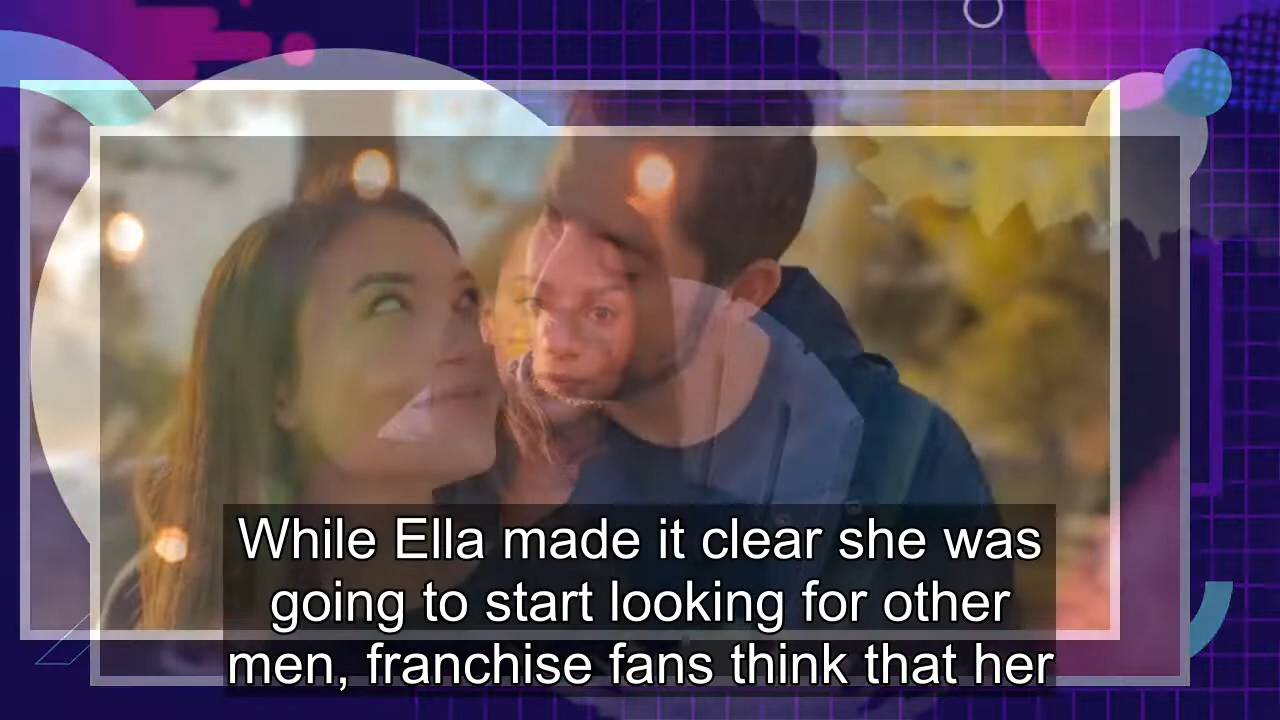 While Ella made it clear she was
going to start looking for other
men, franchise fans think that her